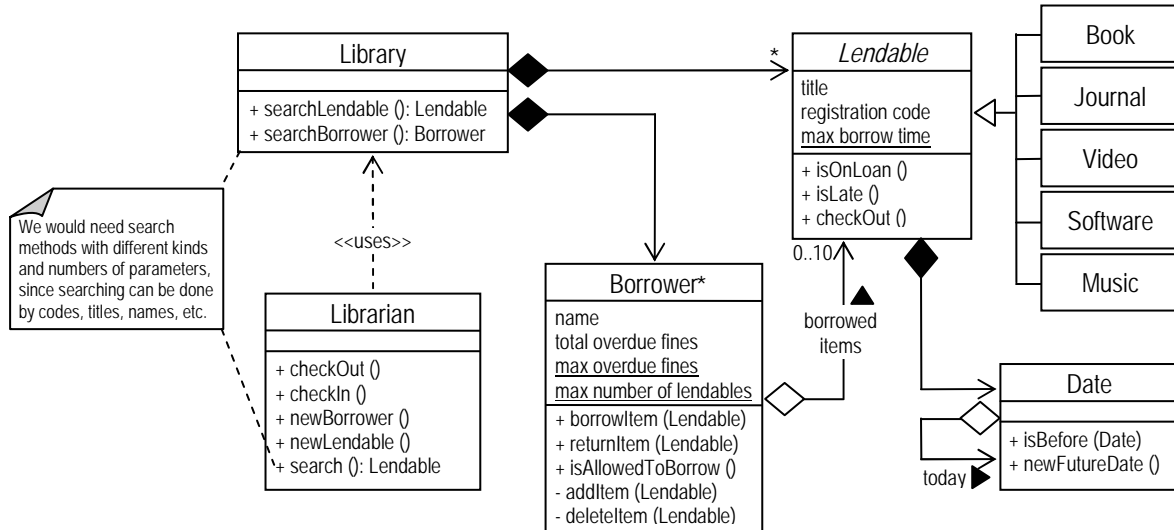 Library
+ searchLendable (): Lendable
+ searchBorrower (): Borrower
*
Lendable
title
registration code
max borrow time
+ isOnLoan ()
+ isLate ()
+ checkOut ()
0..10
Book
Journal
Video
Software
Music
We would need search
methods with different kinds
and numbers of parameters,
since searching can be done
by codes, titles, names, etc.
<<uses>>
Librarian
+ checkOut ()
+ checkIn ()
+ newBorrower ()
+ newLendable ()
+ search (): Lendable
Borrower*
name
total overdue fines
max overdue fines
max number of lendables
+ borrowItem (Lendable)
+ returnItem (Lendable)
+ isAllowedToBorrow ()
- addItem (Lendable)
- deleteItem (Lendable)
borrowed
items
Date
+ isBefore (Date)
+ newFutureDate ()
today